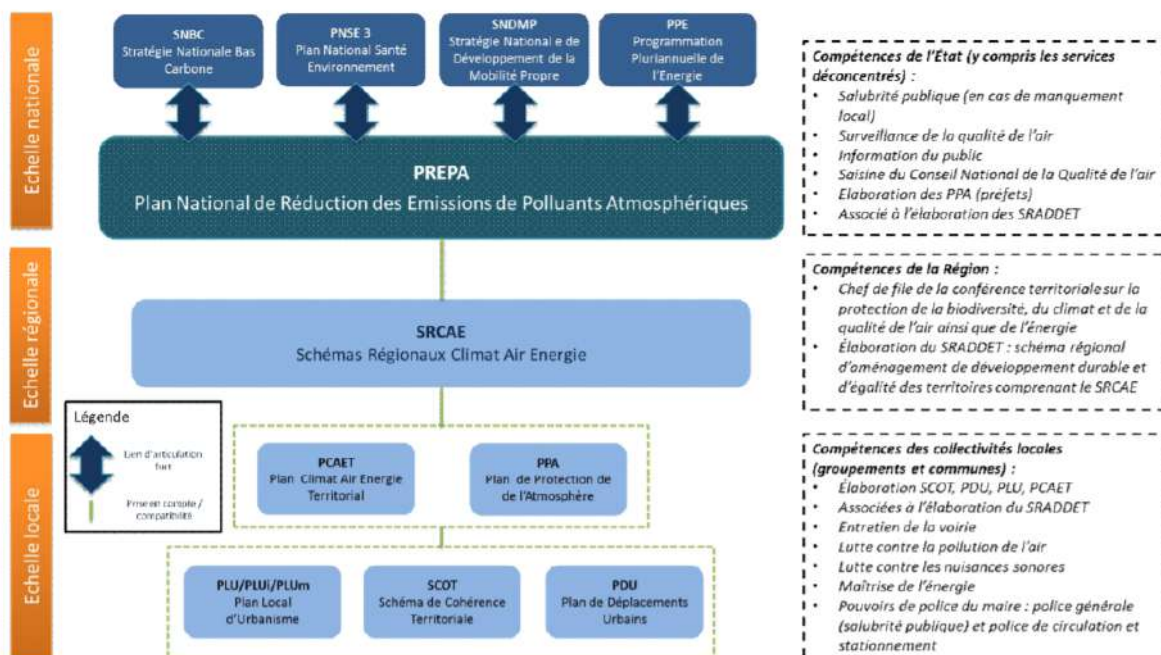 Echelle nationale
SNBC
Stratégie Nationale Bas
Carbone
PNSE 3
Plan National Santé
Environnement
SNDMP
Stratégie National e de
Développement de la
Mobilité Propre
PPE
Programmation
Pluriannuelle de
l'Energie
PREPA
Plan National de Réduction des Emissions de Polluants Atmosphériques
Compétences de l'État (y compris les services
déconcentrés) :
• Salubrité publique (en cas de manquement
local)
• Surveillance de la qualité de l'air
• Information du public
• Saisine du Conseil National de la Qualité de l'air
• Elaboration des PPA (préfets)
• Associé à l'élaboration des SRADDET
Echelle régionale
SRCAE
Schémas Régionaux Climat Air Energie
Compétences de la Région :
• Chef de file de la conférence territoriale sur la
protection de la biodiversité, du climat et de la
qualité de l'air ainsi que de l'énergie
• Élaboration du SRADDET : schéma régional
d'aménagement de développement durable et
d'égalité des territoires comprenant le SRCAE
Légende
Lien d'articulation
fort
Prise en compte /
compatibilité
Echelle locale
PCAET
Plan Climat Air Energie
Territorial
PPA
Plan de Protection de
de l'Atmosphère
PLU/PLUi/PLUm
Plan Local
d'Urbanisme
SCOT
Schéma de Cohérence
Territoriale
PDU
Plan de Déplacements
Urbains
Compétences des collectivités locales
(groupements et communes) :
• Élaboration SCOT, PDU, PLU, PCAET
• Associées à l'élaboration du SRADDET
• Entretien de la voirie
• Lutte contre la pollution de l'air
• Lutte contre les nuisances sonores
• Maîtrise de l'énergie
• Pouvoirs de police du maire : police générale
(salubrité publique) et police de circulation et
stationnement